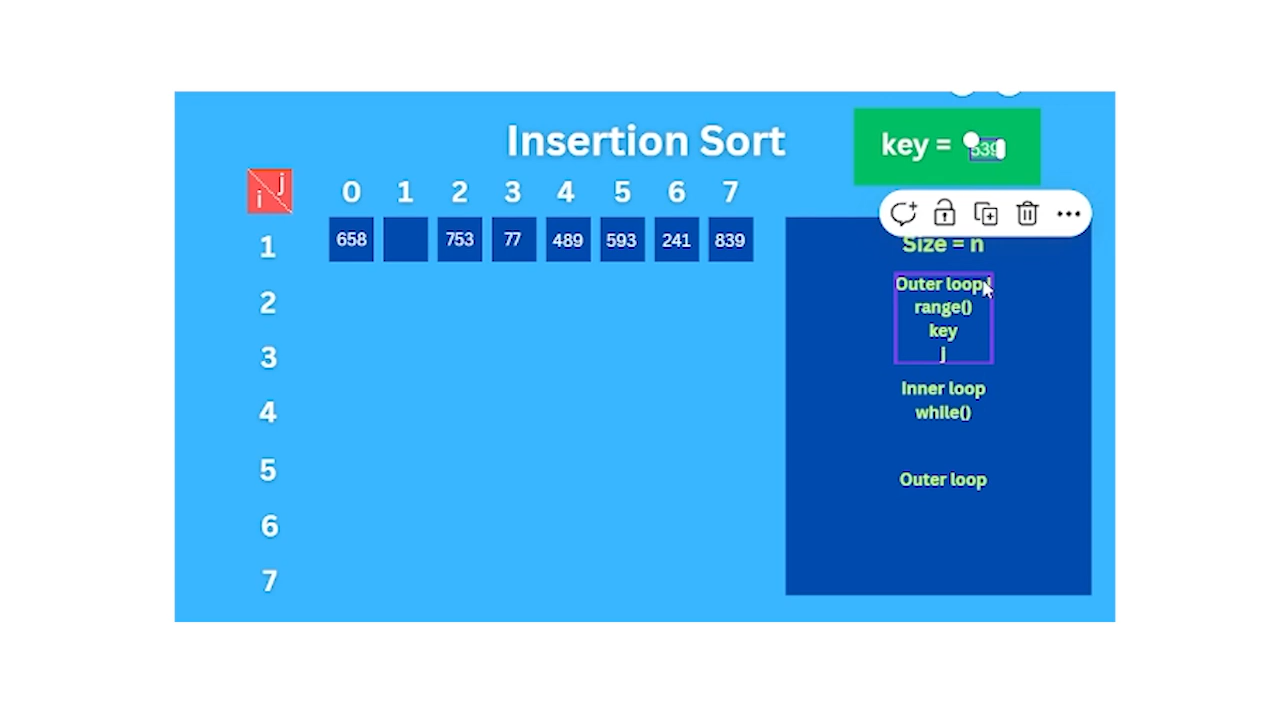 Insertion Sort
key = 539
j
i
0 1 2 3 4 5 6 7
1 658 753 77 489 593 241 839
2
3
4
5
6
7
Size = n
Outer loop
range()
key
j
Inner loop
while()
Outer loop